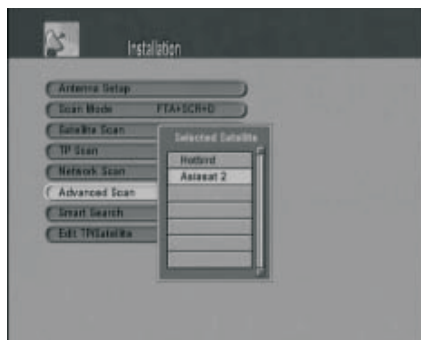 Installation
Antenna Setup
Scan Mode FTA+SCR+D
Satellite Scan
TP Scan
Network Scan
Advanced Scan
Smart Search
Edit TP/Satellite
Selected Satellite
Hotbird
Asiasat 2